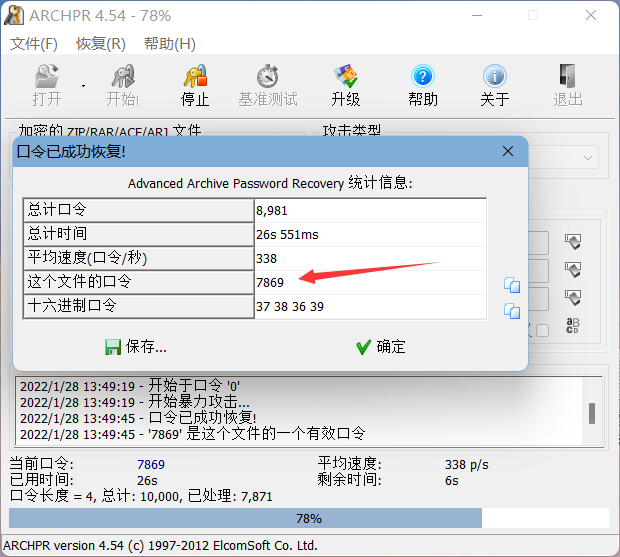 ARCHPR 4.54 - 78%
文件(F) 恢复(R) 帮助(H)
打开 开始! 停止 基准测试 升级 帮助 关于 退出
加密的 ZIP/RAR/ACE/ARJ 文件 攻击类型
口令已成功恢复!
Advanced Archive Password Recovery 统计信息:
总计口令 8,981
总计时间 26s 551ms
平均速度(口令/秒) 338
这个文件的口令 7869
十六进制口令 37 38 36 39
保存... 确定
2022/1/28 13:49:19 - 开始于口令 '0'
2022/1/28 13:49:19 - 开始暴力攻击...
2022/1/28 13:49:45 - 口令已成功恢复!
2022/1/28 13:49:45 - '7869' 是这个文件的一个有效口令
当前口令: 7869 平均速度: 338 p/s
已用时间: 26s 剩余时间: 6s
口令长度 = 4, 总计: 10,000, 已处理: 7,871
78%
ARCHPR version 4.54 (c) 1997-2012 ElcomSoft Co. Ltd.